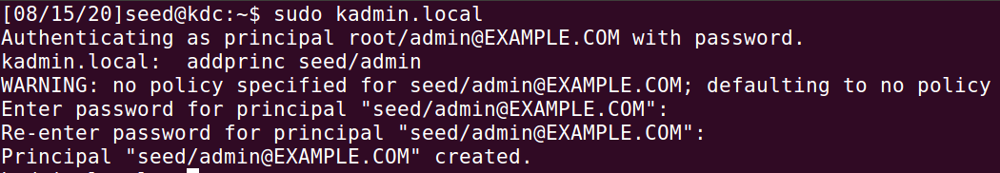 [08/15/20]seed@kdc:~$ sudo kadmin.local
Authenticating as principal root/admin@EXAMPLE.COM with password.
kadmin.local:  addprinc seed/admin
WARNING: no policy specified for seed/admin@EXAMPLE.COM; defaulting to no policy
Enter password for principal "seed/admin@EXAMPLE.COM":
Re-enter password for principal "seed/admin@EXAMPLE.COM":
Principal "seed/admin@EXAMPLE.COM" created.